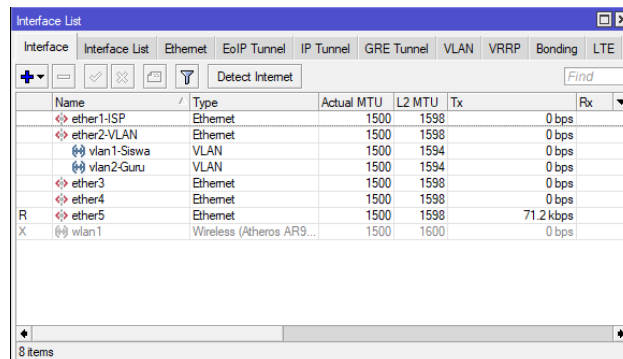 Interface List
Interface Interface List Ethernet EoIP Tunnel IP Tunnel GRE Tunnel VLAN VRRP Bonding LTE
Detect Internet Find
Name / Type Actual MTU L2 MTU Tx Rx
ether1-ISP Ethernet 1500 1598 0 bps
ether2-VLAN Ethernet 1500 1598 0 bps
vlan1-Siswa VLAN 1500 1594 0 bps
vlan2-Guru VLAN 1500 1594 0 bps
ether3 Ethernet 1500 1598 0 bps
ether4 Ethernet 1500 1598 0 bps
R ether5 Ethernet 1500 1598 71.2 kbps
X wlan1 Wireless (Atheros AR9... 1500 1600 0 bps
8 items